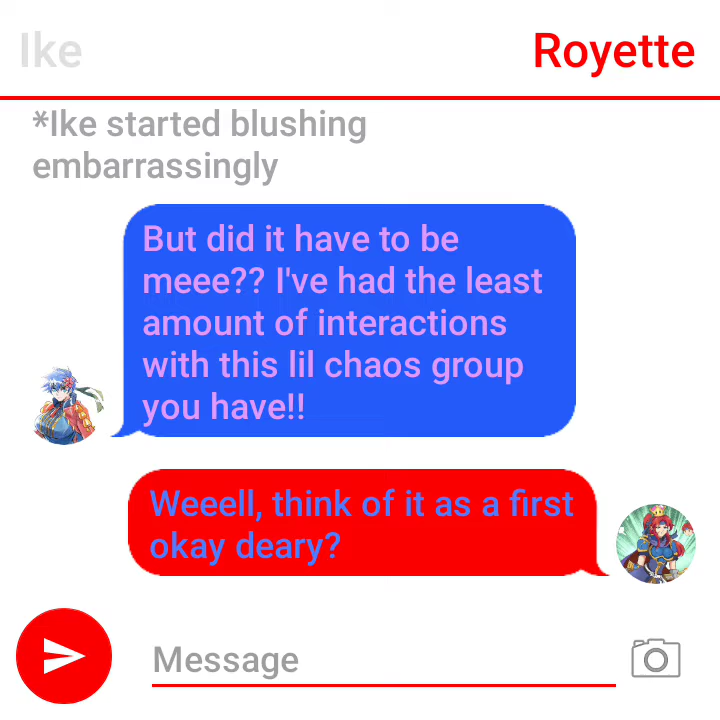 Ike
Royette
*Ike started blushing
embarrassingly
But did it have to be
meee?? I've had the least
amount of interactions
with this lil chaos group
you have!!
Weeell, think of it as a first
okay deary?
Message